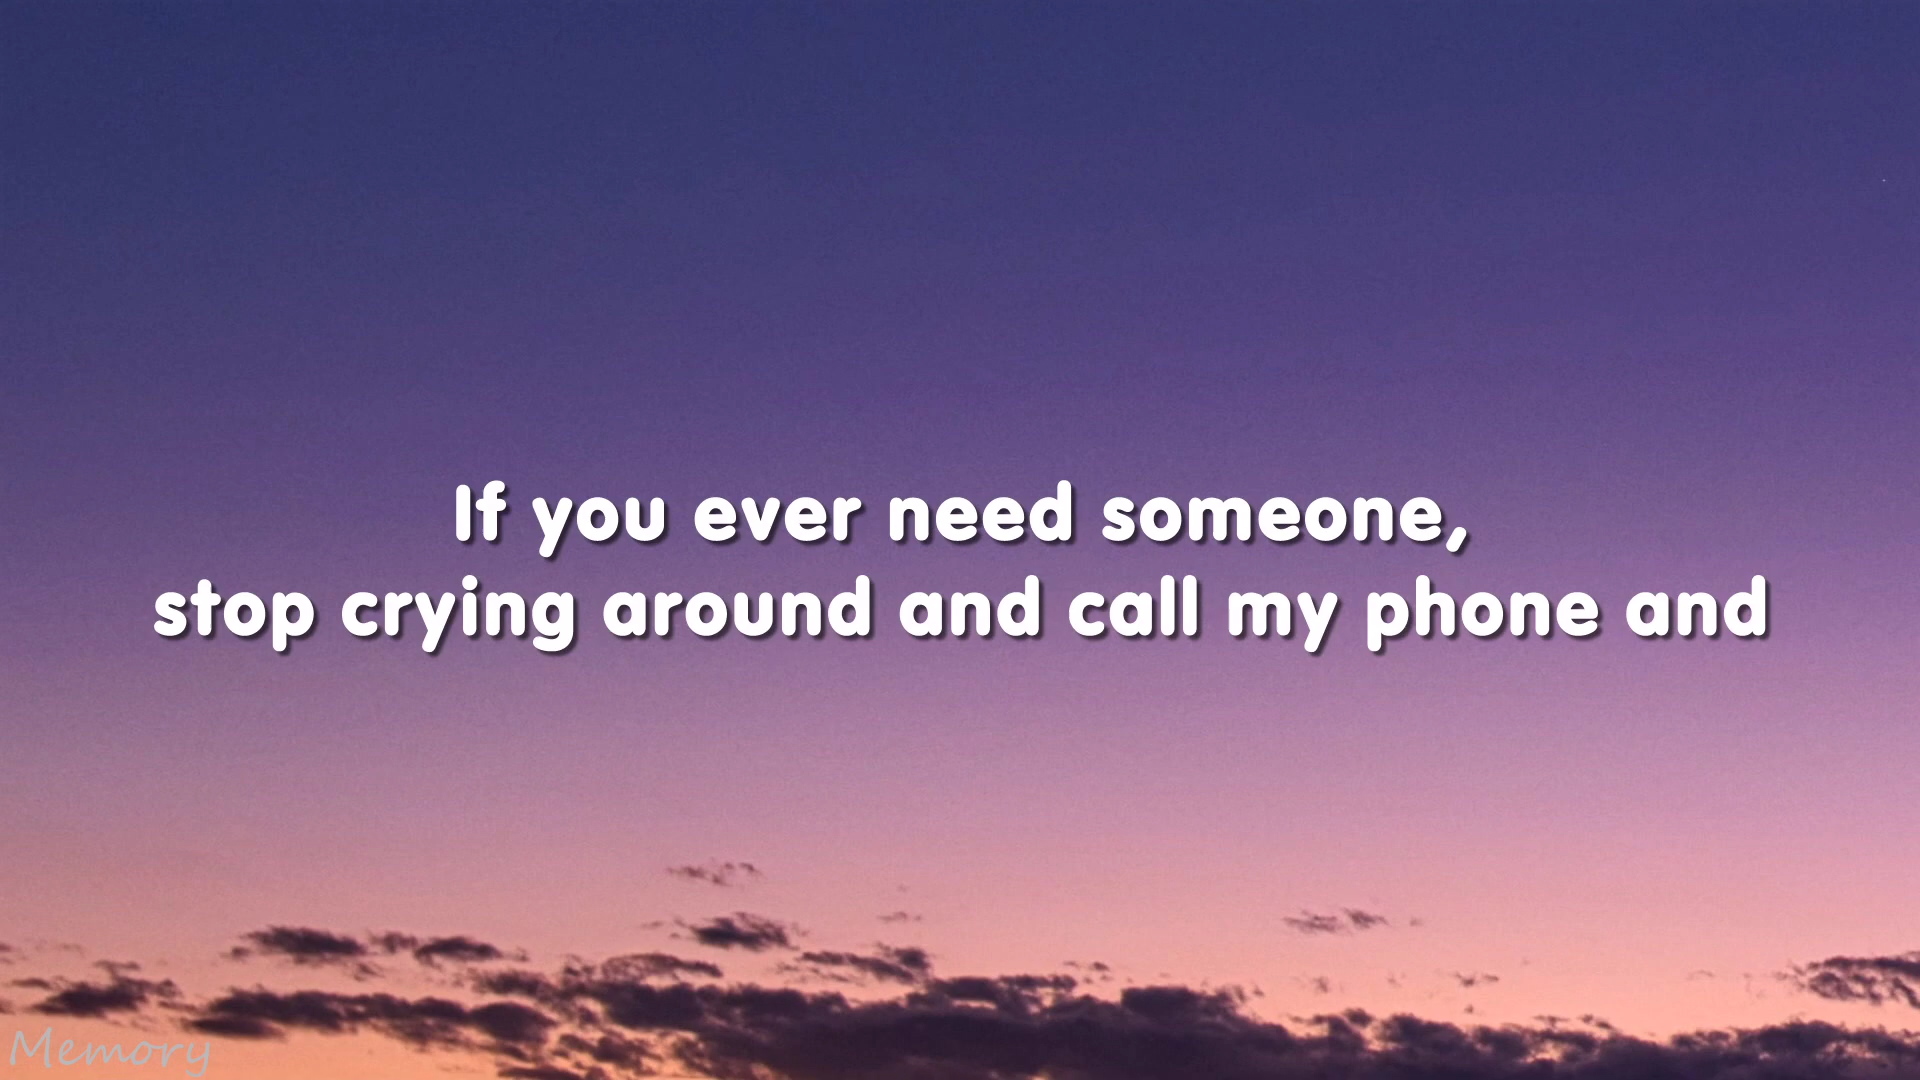 If you ever need someone,
stop crying around and call my phone and
Memory